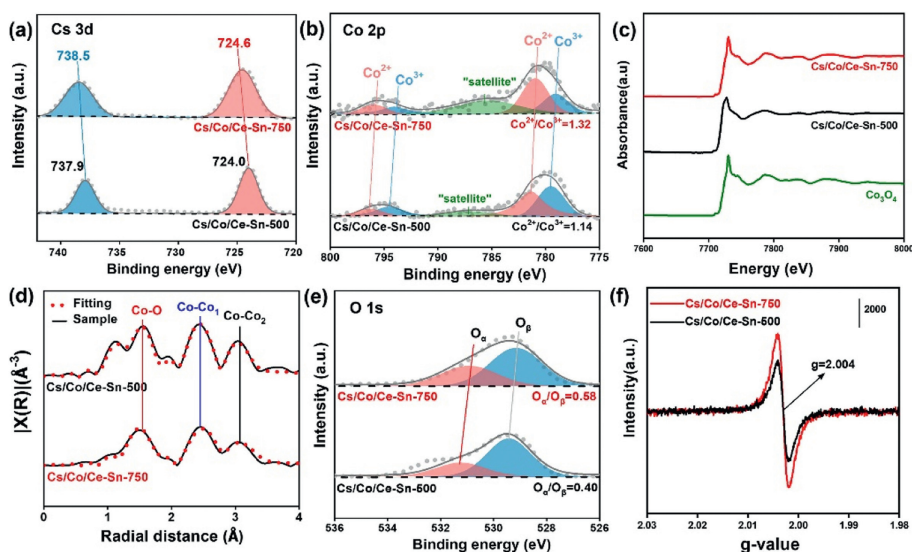 (a)
Cs 3d
738.5
724.6
Cs/Co/Ce-Sn-750
737.9
724.0
Cs/Co/Ce-Sn-500
Intensity (a.u.)
740 735 730 725 720
Binding energy (eV)
(b)
Co 2p
Co2+
Co3+
Co2+
Co3+
"satellite"
Cs/Co/Ce-Sn-750
Co2+/Co3+=1.32
"satellite"
Cs/Co/Ce-Sn-500
Co2+/Co3+=1.14
Intensity (a.u.)
800 795 790 785 780 775
Binding energy (eV)
(c)
Cs/Co/Ce-Sn-750
Cs/Co/Ce-Sn-500
Co3O4
Absorbance(a.u)
7600 7700 7800 7900 8000
Energy (eV)
(d)
Fitting
Sample
Co-O
Co-Co1
Co-Co2
Cs/Co/Ce-Sn-500
Cs/Co/Ce-Sn-750
|X(R)|(Å-3)
0 1 2 3 4
Radial distance (Å)
(e)
O 1s
Oα
Oβ
Cs/Co/Ce-Sn-750
Oα/Oβ=0.58
Cs/Co/Ce-Sn-500
Oα/Oβ=0.40
Intensity (a.u.)
536 534 532 530 528 526
Binding energy (eV)
(f)
Cs/Co/Ce-Sn-750
Cs/Co/Ce-Sn-500
2000
g=2.004
Intensity(a.u.)
2.03 2.02 2.01 2.00 1.99 1.98
g-value